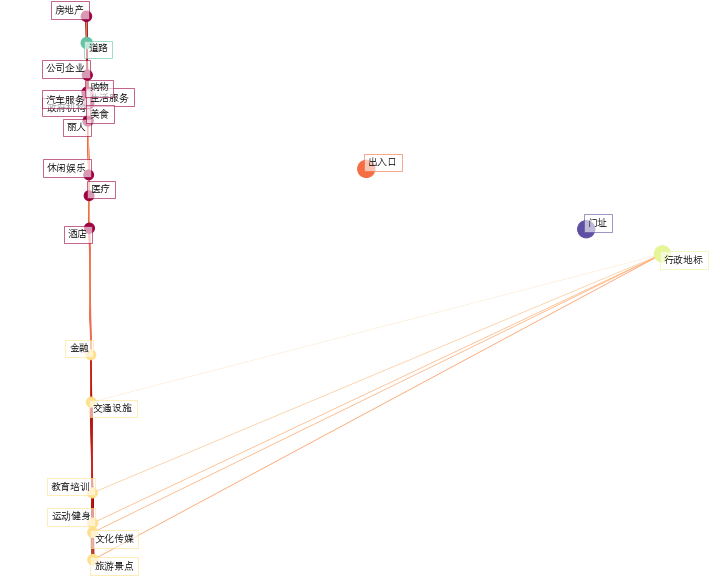 房地产
道路
公司企业
购物
生活服务
汽车服务
政府机构
美食
丽人
出入口
休闲娱乐
医疗
门址
酒店
行政地标
金融
交通设施
教育培训
运动健身
文化传媒
旅游景点